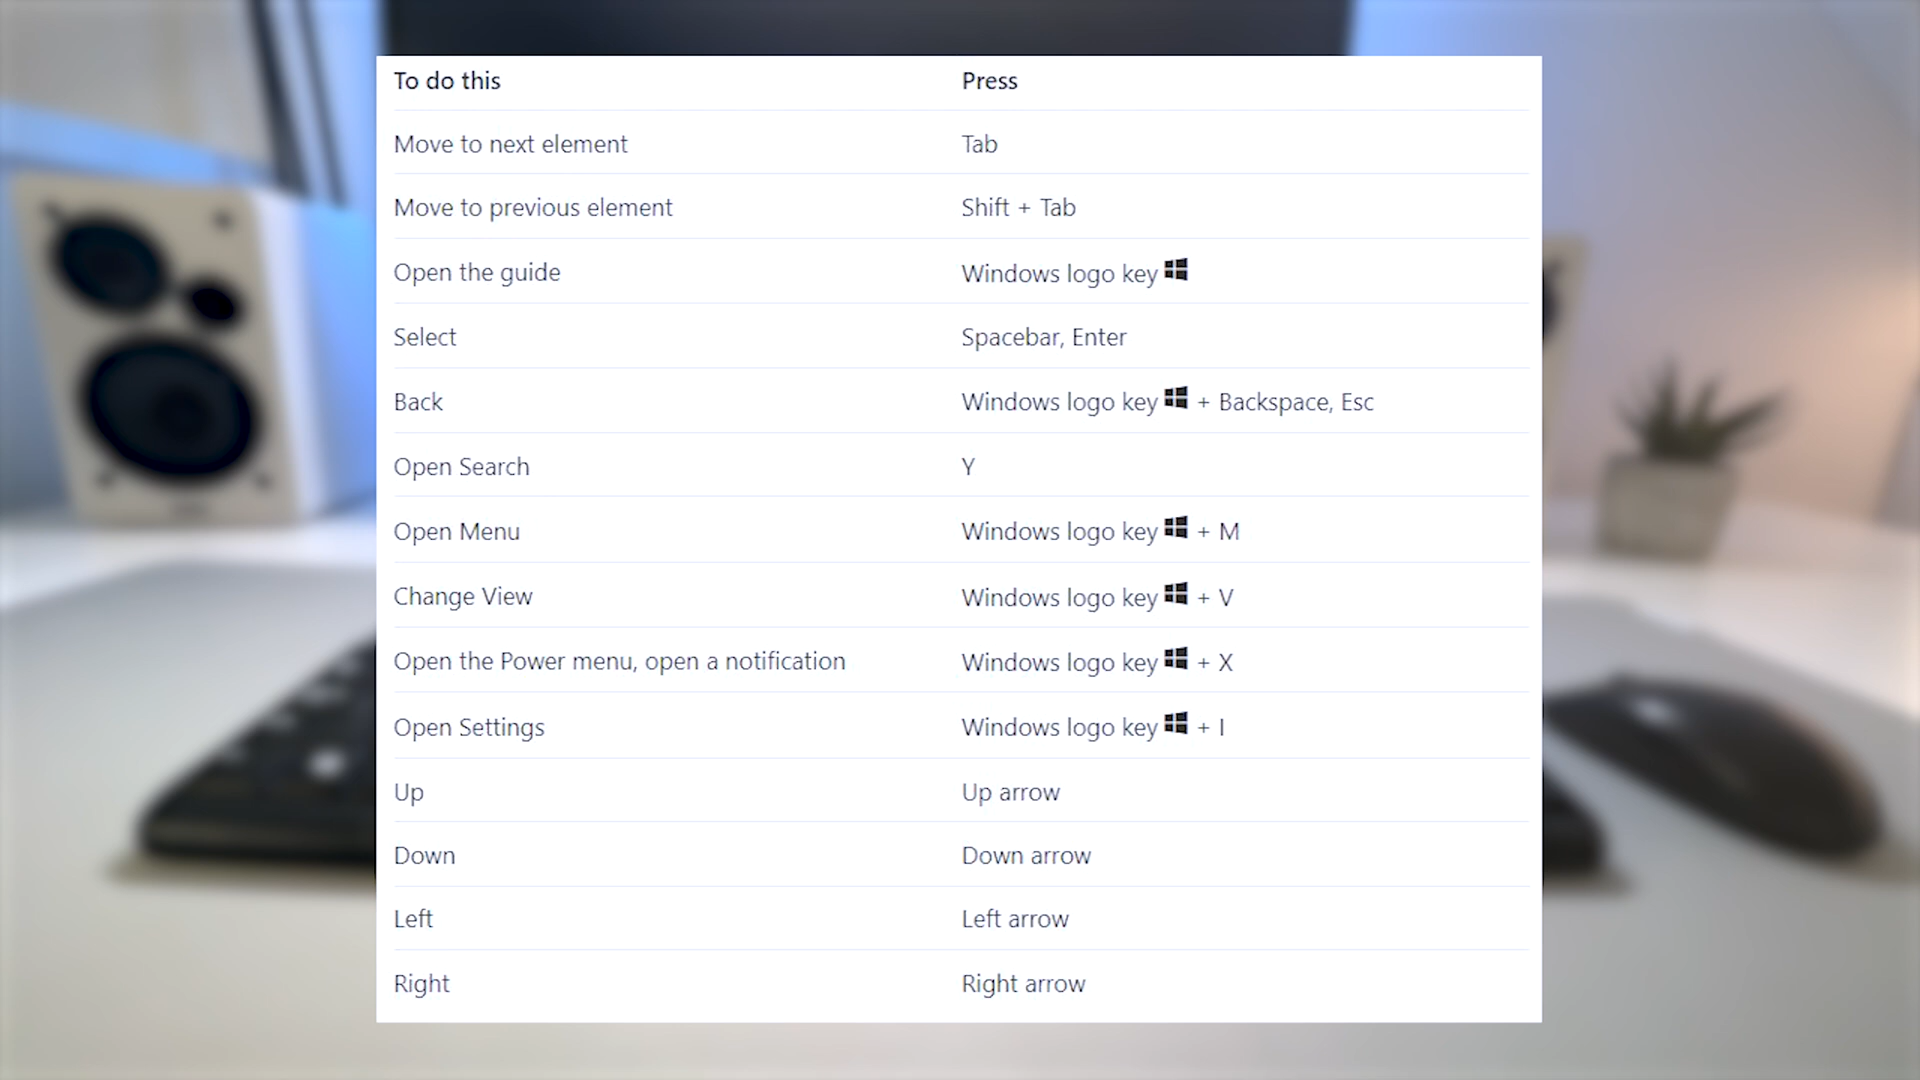 To do this Press
Move to next element Tab
Move to previous element Shift + Tab
Open the guide Windows logo key
Select Spacebar, Enter
Back Windows logo key + Backspace, Esc
Open Search Y
Open Menu Windows logo key + M
Change View Windows logo key + V
Open the Power menu, open a notification Windows logo key + X
Open Settings Windows logo key + I
Up Up arrow
Down Down arrow
Left Left arrow
Right Right arrow